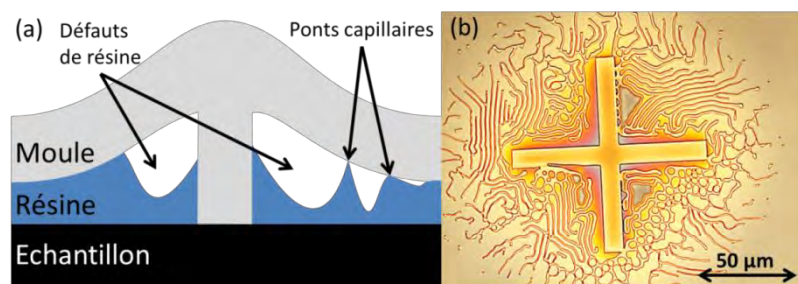 (a)
Défauts
de résine
Ponts capillaires
Moule
Résine
Echantillon
(b)
50 µm